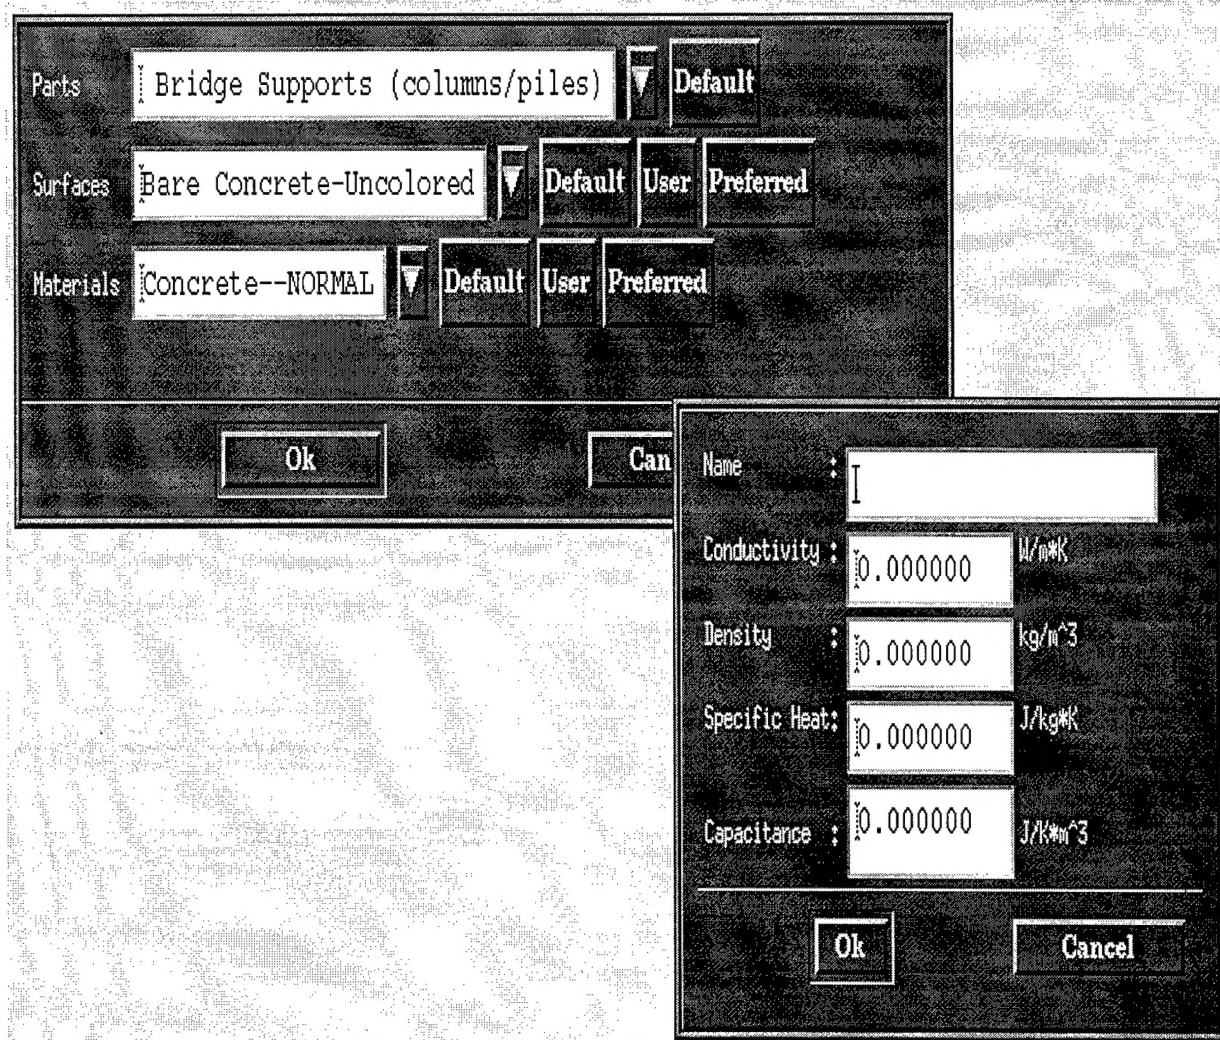 Parts Bridge Supports (columns/piles) Default
Surfaces Bare Concrete-Uncolored Default User Preferred
Materials Concrete--NORMAL Default User Preferred
Ok Can
Name :
Conductivity : 0.000000 W/m*K
Density : 0.000000 kg/m^3
Specific Heat: 0.000000 J/kg*K
Capacitance : 0.000000 J/K*m^3
Ok Cancel